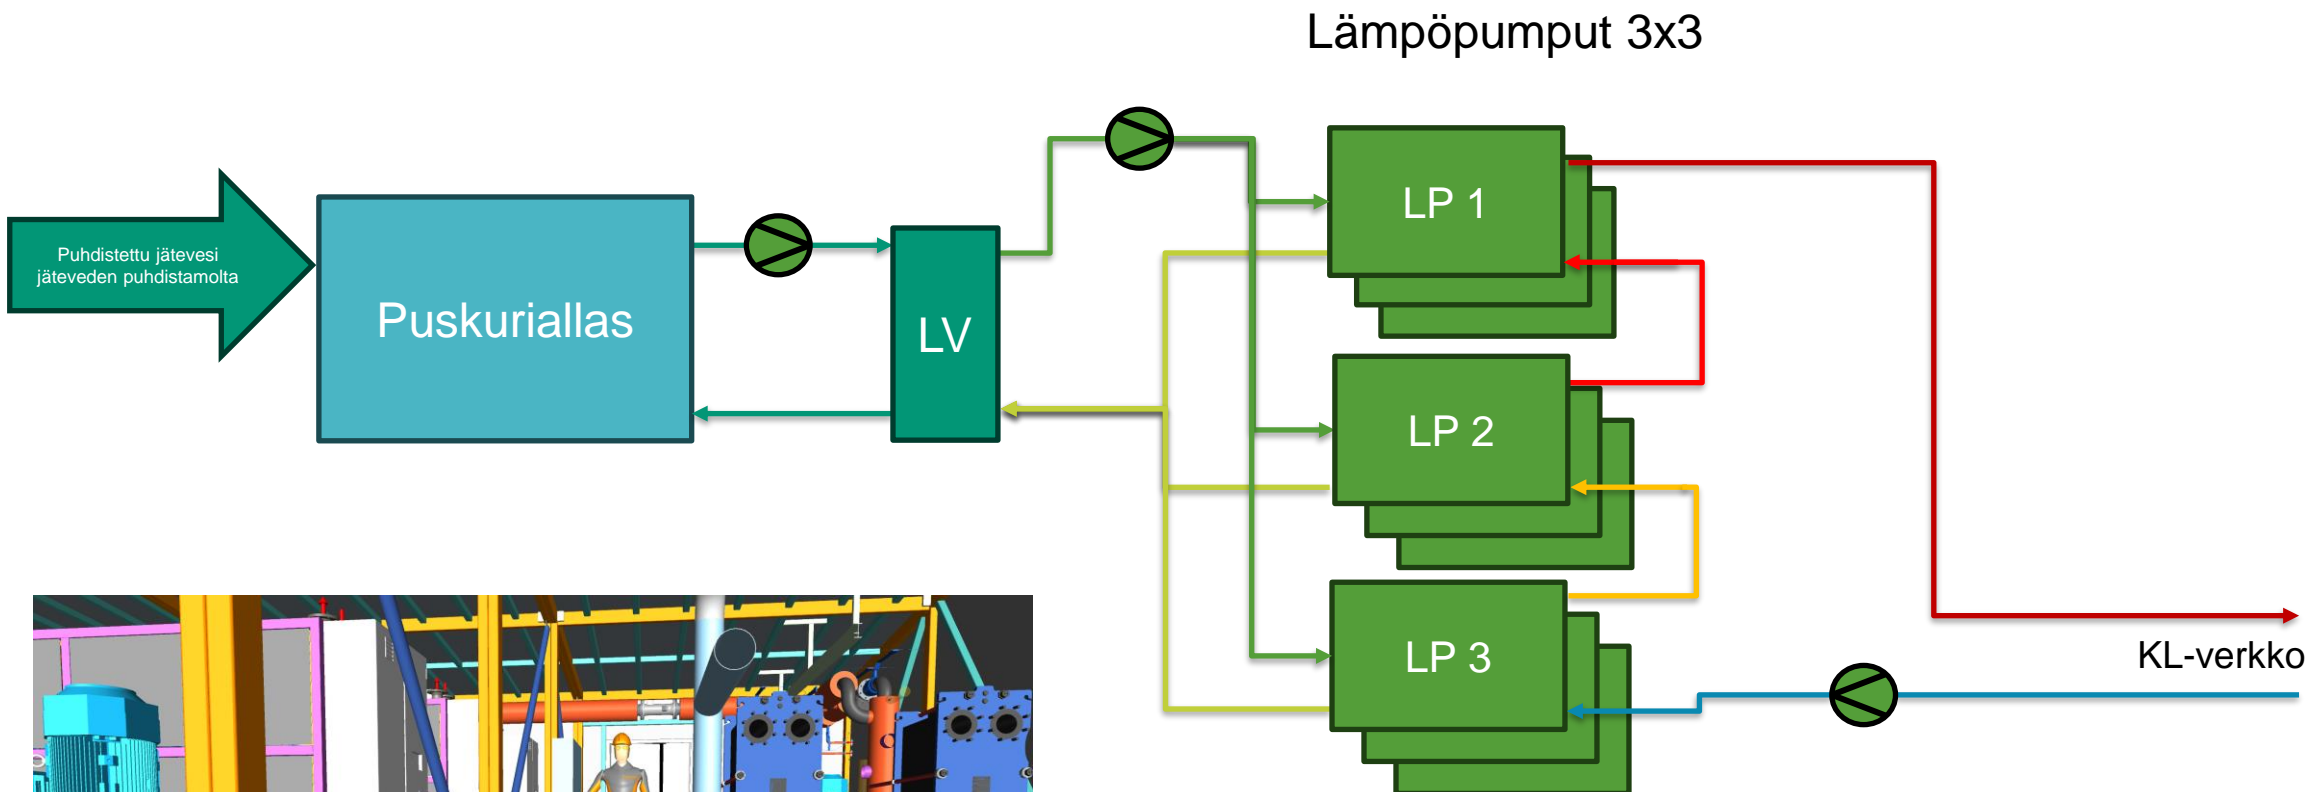 Lämpöpumput 3x3
Puhdistettu jätevesi
jäteveden puhdistamolta
Puskuriallas
LV
LP 1
LP 2
LP 3
KL-verkko